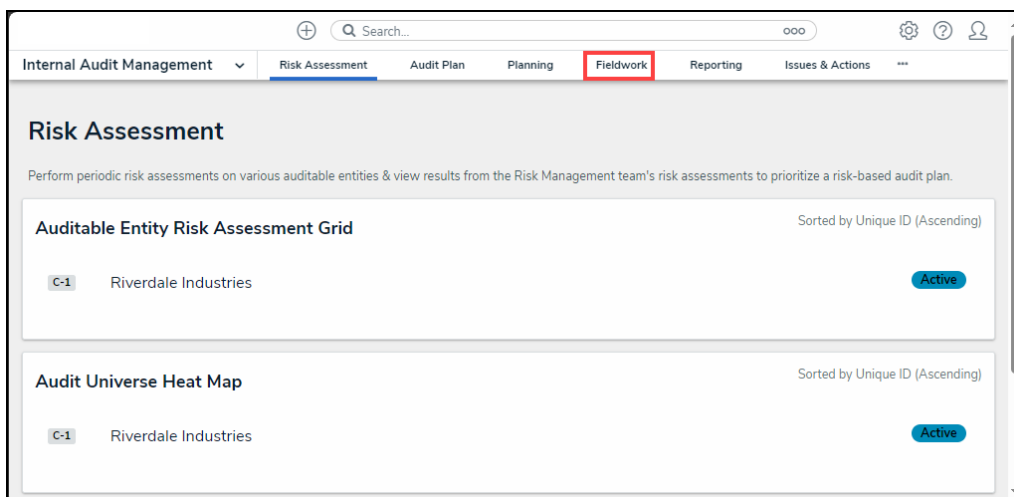 Search...
Internal Audit Management Risk Assessment Audit Plan Planning Fieldwork Reporting Issues & Actions
Risk Assessment
Perform periodic risk assessments on various auditable entities & view results from the Risk Management team's risk assessments to prioritize a risk-based audit plan.
Auditable Entity Risk Assessment Grid Sorted by Unique ID (Ascending)
C-1 Riverdale Industries Active
Audit Universe Heat Map Sorted by Unique ID (Ascending)
C-1 Riverdale Industries Active